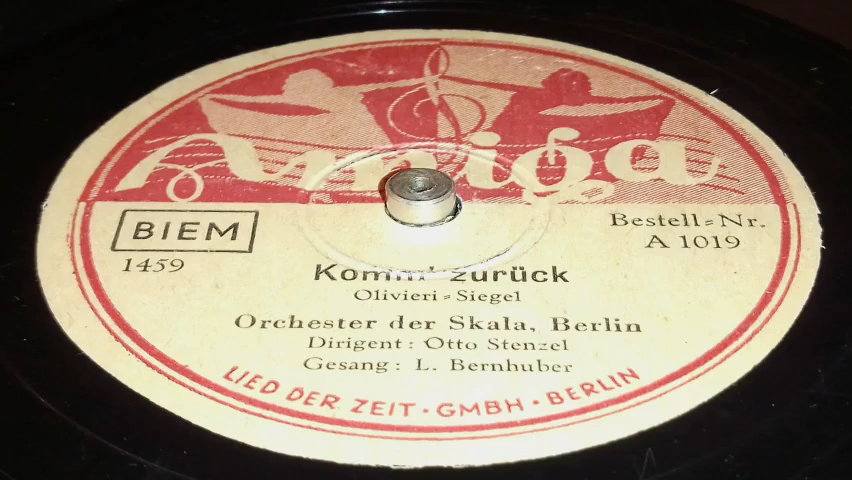 Amiga
BIEM
Bestell=Nr.
A 1019
1459
Komm' zurück
Olivieri=Siegel
Orchester der Skala, Berlin
Dirigent: Otto Stenzel
Gesang: L. Bernhuber
LIED DER ZEIT · GMBH · BERLIN